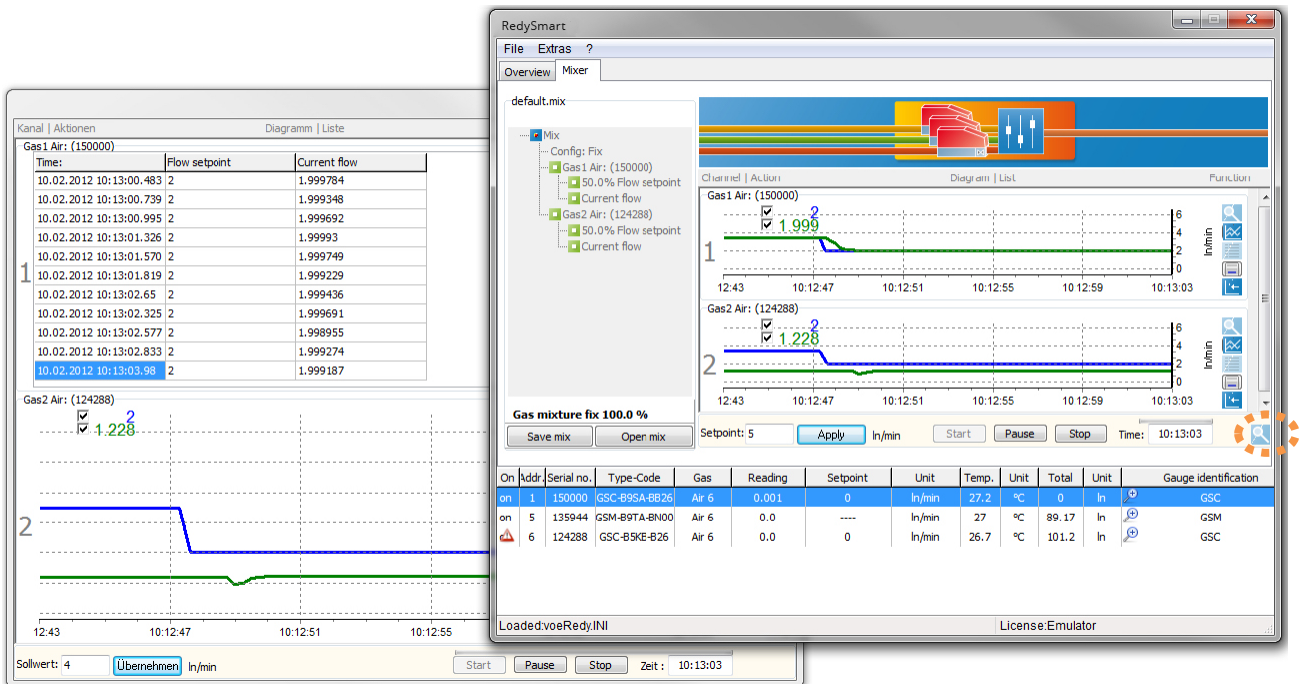 RedySmart
File Extras ?
Overview Mixer
default.mix
Mix
Config: Fix
Gas1 Air: (150000)
50.0% Flow setpoint
Current flow
Gas2 Air: (124288)
50.0% Flow setpoint
Current flow
Gas mixture fix 100.0 %
Save mix Open mix
Channel | Action Diagram | List Function
Gas1 Air: (150000)
2
1.999
1
6
4
2
0
ln/min
12:43 10:12:47 10:12:51 10:12:55 10:12:59 10:13:03
Gas2 Air: (124288)
2
1.228
2
6
4
2
0
ln/min
12:43 10:12:47 10:12:51 10:12:55 10:12:59 10:13:03
Setpoint: 5 Apply ln/min Start Pause Stop Time: 10:13:03
On Addr. Serial no. Type-Code Gas Reading Setpoint Unit Temp. Unit Total Unit Gauge identification
on 1 150000 GSC-B9SA-BB26 Air 6 0.001 0 ln/min 27.2 ºC 0 ln GSC
on 5 135944 GSM-B9TA-BN00 Air 6 0.0 ---- ln/min 27 ºC 89.17 ln GSM
6 124288 GSC-B5KE-B26 Air 6 0.0 0 ln/min 26.7 ºC 101.2 ln GSC
Loaded:voeRedy.INI License:Emulator
Kanal | Aktionen Diagramm | Liste
Gas1 Air: (150000)
Time: Flow setpoint Current flow
10.02.2012 10:13:00.483 2 1.999784
10.02.2012 10:13:00.739 2 1.999348
10.02.2012 10:13:00.995 2 1.999692
10.02.2012 10:13:01.326 2 1.99993
10.02.2012 10:13:01.570 2 1.999749
10.02.2012 10:13:01.819 2 1.999229
10.02.2012 10:13:02.65 2 1.999436
10.02.2012 10:13:02.325 2 1.999691
10.02.2012 10:13:02.577 2 1.998955
10.02.2012 10:13:02.833 2 1.999274
10.02.2012 10:13:03.98 2 1.999187
1
Gas2 Air: (124288)
2
1.228
2
12:43 10:12:47 10:12:51 10:12:55
Sollwert: 4 Übernehmen ln/min Start Pause Stop Zeit : 10:13:03